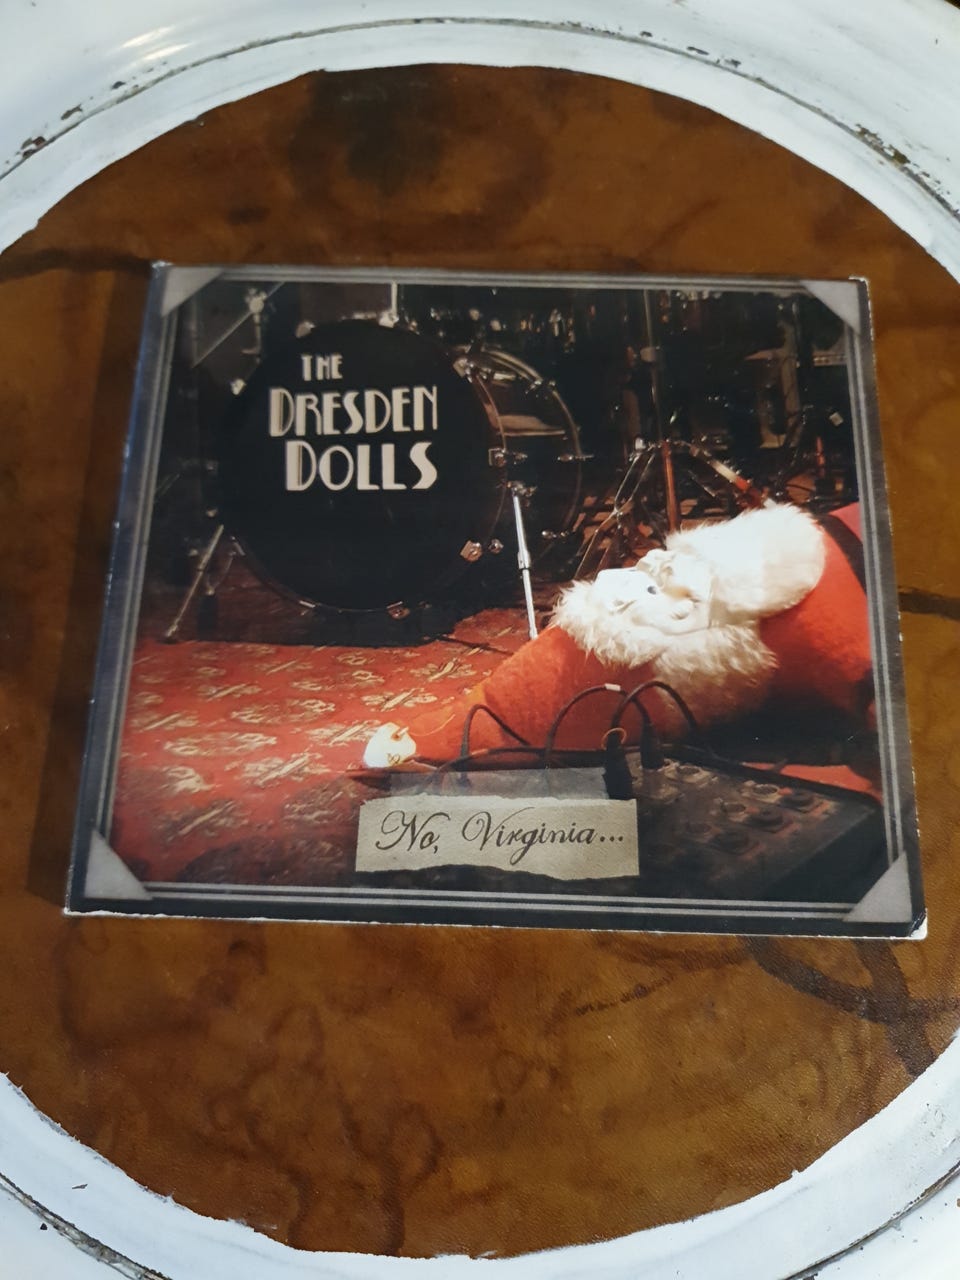 THE
DRESDEN
DOLLS
No, Virginia...